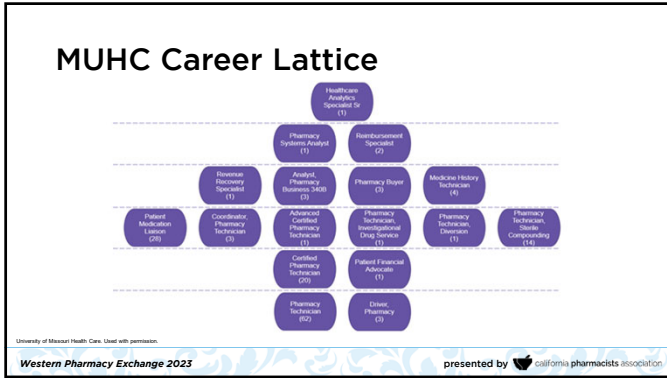 MUHC Career Lattice
Healthcare
Analytics
Specialist Sr
(1)
Pharmacy
Systems Analyst
(1)
Reimbursement
Specialist
(2)
Revenue
Recovery
Specialist
(1)
Analyst,
Pharmacy
Business 340B
(3)
Pharmacy Buyer
(3)
Medicine History
Technician
(4)
Patient
Medication
Liaison
(28)
Coordinator,
Pharmacy
Technician
(3)
Advanced
Certified
Pharmacy
Technician
(1)
Pharmacy
Technician,
Investigational
Drug Service
(1)
Pharmacy
Technician,
Diversion
(1)
Pharmacy
Technician,
Sterile
Compounding
(14)
Certified
Pharmacy
Technician
(20)
Patient Financial
Advocate
(1)
Pharmacy
Technician
(62)
Driver,
Pharmacy
(3)
University of Missouri Health Care. Used with permission.
Western Pharmacy Exchange 2023
presented by california pharmacists association